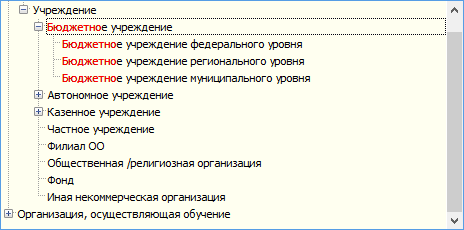 Учреждение
Бюджетное учреждение
Бюджетное учреждение федерального уровня
Бюджетное учреждение регионального уровня
Бюджетное учреждение муниципального уровня
Автономное учреждение
Казенное учреждение
Частное учреждение
Филиал ОО
Общественная /религиозная организация
Фонд
Иная некоммерческая организация
Организация, осуществляющая обучение